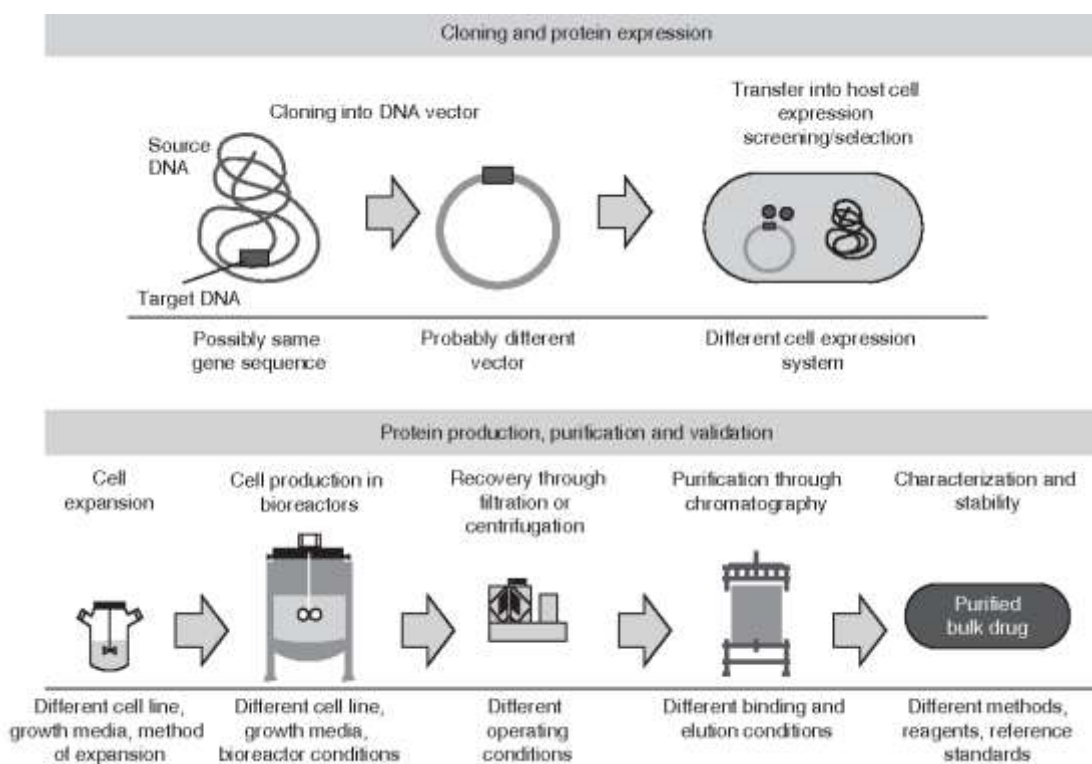 Cloning and protein expression
Cloning into DNA vector
Transfer into host cell
expression
screening/selection
Source
DNA
Target DNA
Possibly same
gene sequence
Probably different
vector
Different cell expression
system
Protein production, purification and validation
Cell
expansion
Cell production in
bioreactors
Recovery through
filtration or
centrifugation
Purification through
chromatography
Characterization and
stability
Purified
bulk drug
Different cell line,
growth media, method
of expansion
Different cell line,
growth media,
bioreactor conditions
Different
operating
conditions
Different binding and
elution conditions
Different methods,
reagents, reference
standards